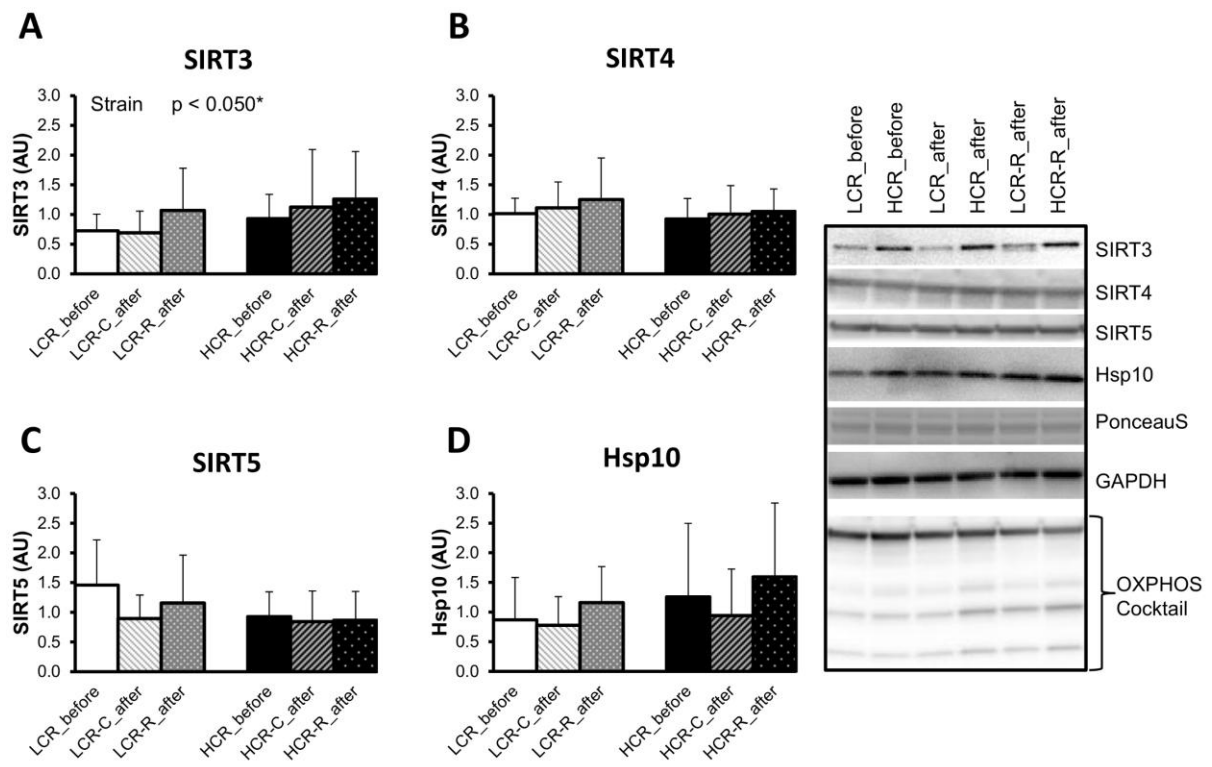 A
SIRT3
Strain p < 0.050*
SIRT3 (AU)
3.0
2.5
2.0
1.5
1.0
0.5
0.0
LCR_before
LCR-C_after
LCR-R_after
HCR_before
HCR-C_after
HCR-R_after
B
SIRT4
SIRT4 (AU)
3.0
2.5
2.0
1.5
1.0
0.5
0.0
LCR_before
LCR-C_after
LCR-R_after
HCR_before
HCR-C_after
HCR-R_after
C
SIRT5
SIRT5 (AU)
3.0
2.5
2.0
1.5
1.0
0.5
0.0
LCR_before
LCR-C_after
LCR-R_after
HCR_before
HCR-C_after
HCR-R_after
D
Hsp10
Hsp10 (AU)
3.0
2.5
2.0
1.5
1.0
0.5
0.0
LCR_before
LCR-C_after
LCR-R_after
HCR_before
HCR-C_after
HCR-R_after
LCR_before
HCR_before
LCR_after
HCR_after
LCR-R_after
HCR-R_after
SIRT3
SIRT4
SIRT5
Hsp10
PonceauS
GAPDH
OXPHOS
Cocktail